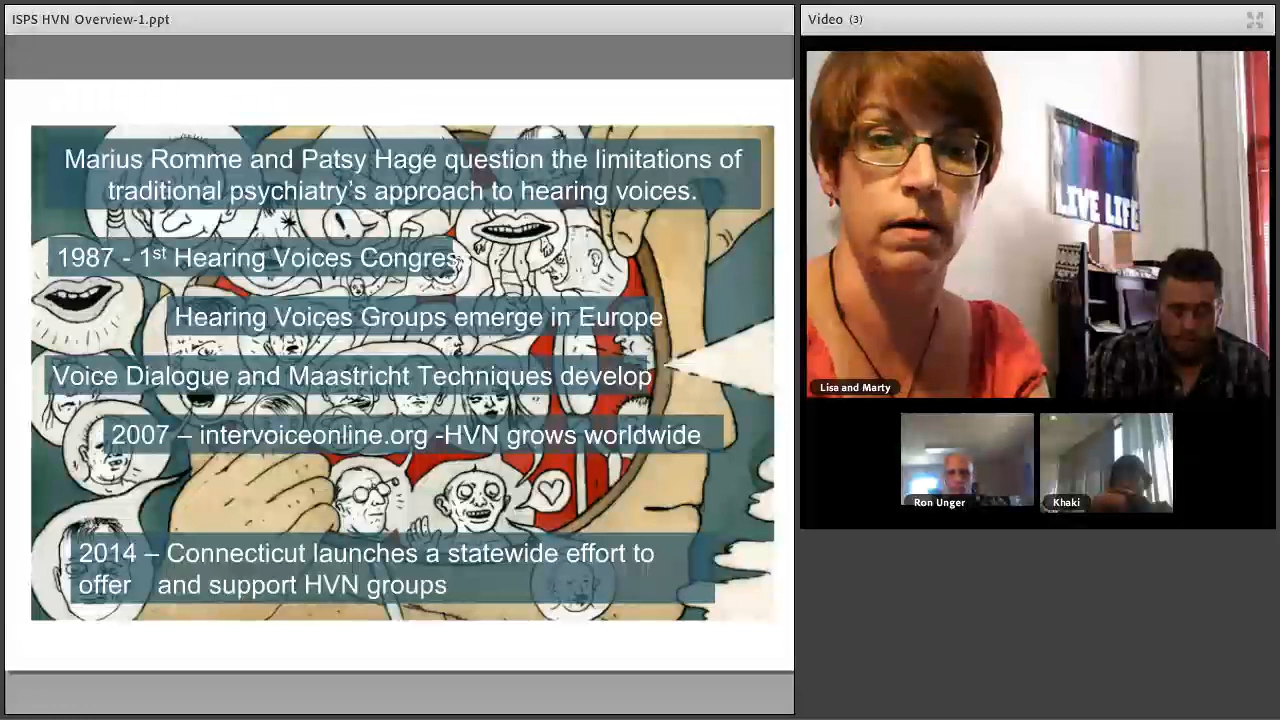 ISPS HVN Overview-1.ppt
Marius Romme and Patsy Hage question the limitations of
traditional psychiatry's approach to hearing voices.
1987 - 1st Hearing Voices Congress
Hearing Voices Groups emerge in Europe
Voice Dialogue and Maastricht Techniques develop
2007 – intervoiceonline.org -HVN grows worldwide
2014 – Connecticut launches a statewide effort to
offer and support HVN groups
Video (3)
LIVE LIFE
Lisa and Marty
Ron Unger
Khaki